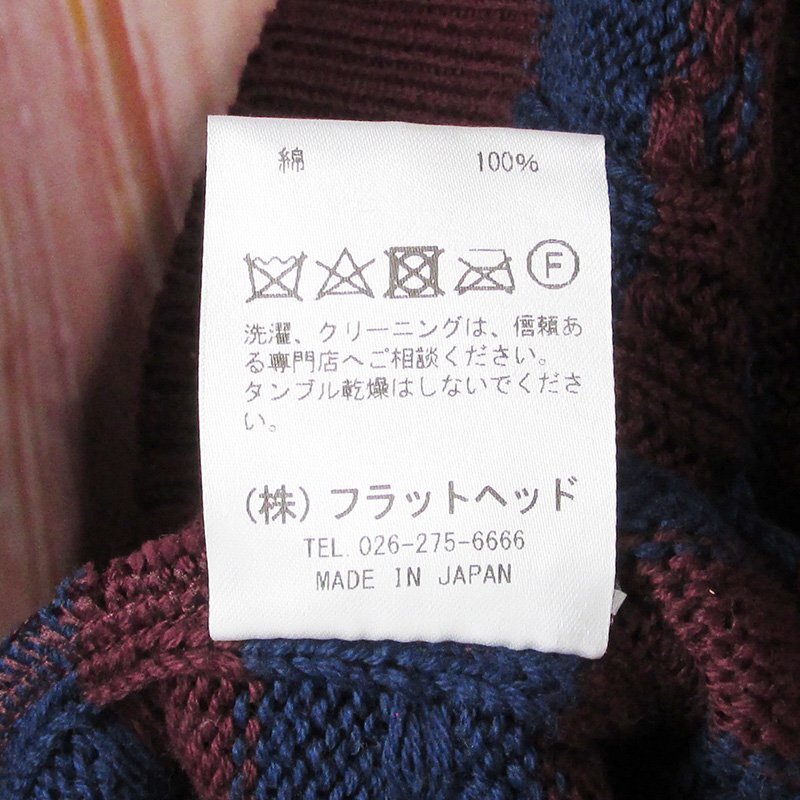 綿 100%
F
洗濯、クリーニングは、信頼あ
る専門店へご相談ください。
タンブル乾燥はしないでくださ
い。
(株) フラットヘッド
TEL. 026-275-6666
MADE IN JAPAN